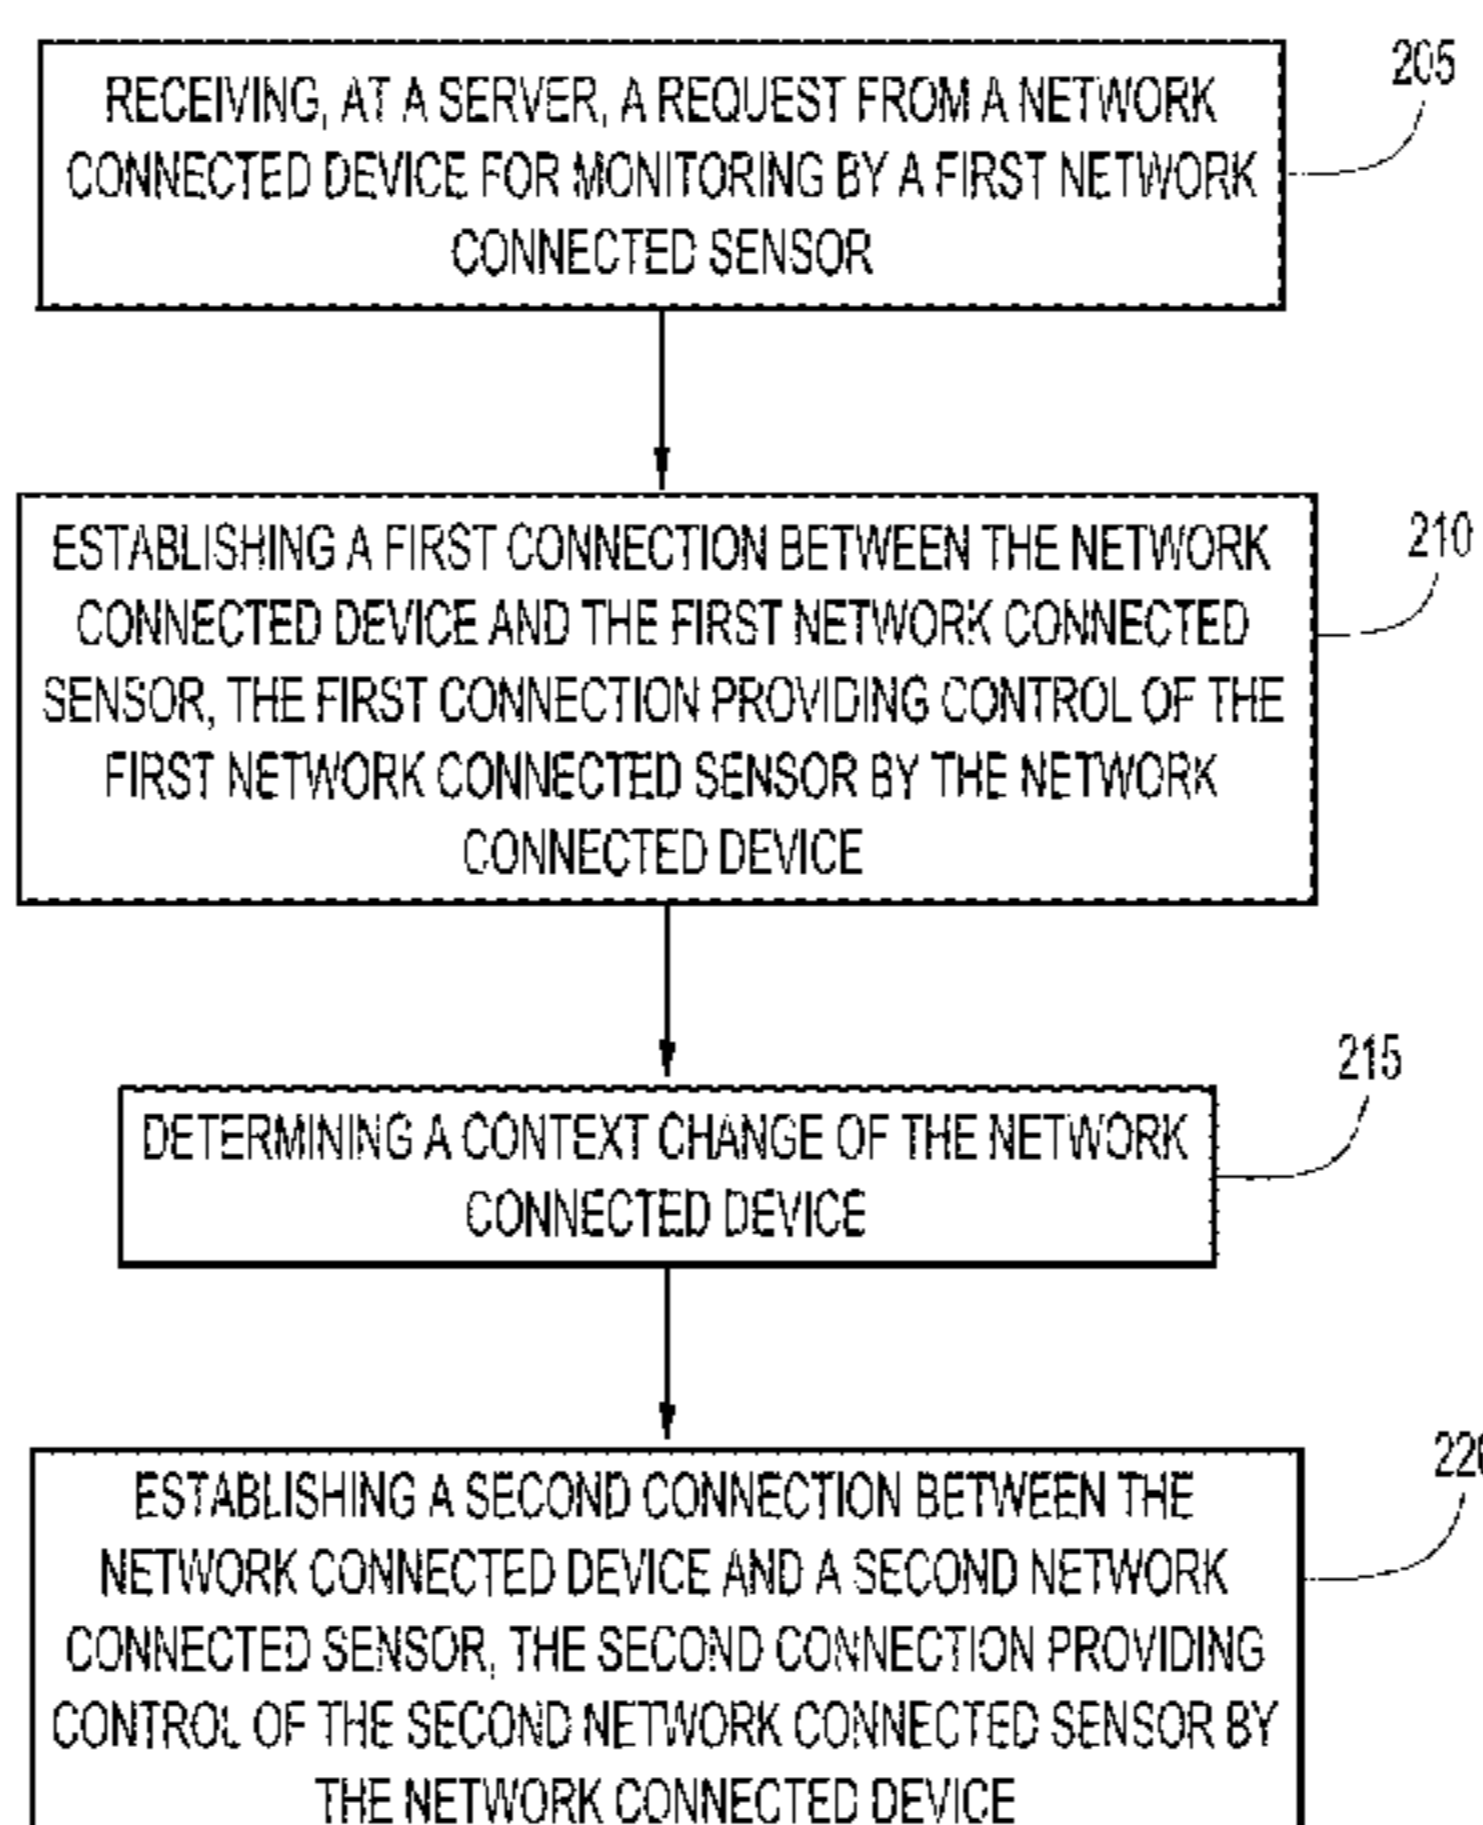 RECEIVING, AT A SERVER, A REQUEST FROM A NETWORK
CONNECTED DEVICE FOR MONITORING BY A FIRST NETWORK
CONNECTED SENSOR
205
ESTABLISHING A FIRST CONNECTION BETWEEN THE NETWORK
CONNECTED DEVICE AND THE FIRST NETWORK CONNECTED
SENSOR, THE FIRST CONNECTION PROVIDING CONTROL OF THE
FIRST NETWORK CONNECTED SENSOR BY THE NETWORK
CONNECTED DEVICE
210
DETERMINING A CONTEXT CHANGE OF THE NETWORK
CONNECTED DEVICE
215
ESTABLISHING A SECOND CONNECTION BETWEEN THE
NETWORK CONNECTED DEVICE AND A SECOND NETWORK
CONNECTED SENSOR, THE SECOND CONNECTION PROVIDING
CONTROL OF THE SECOND NETWORK CONNECTED SENSOR BY
THE NETWORK CONNECTED DEVICE
220